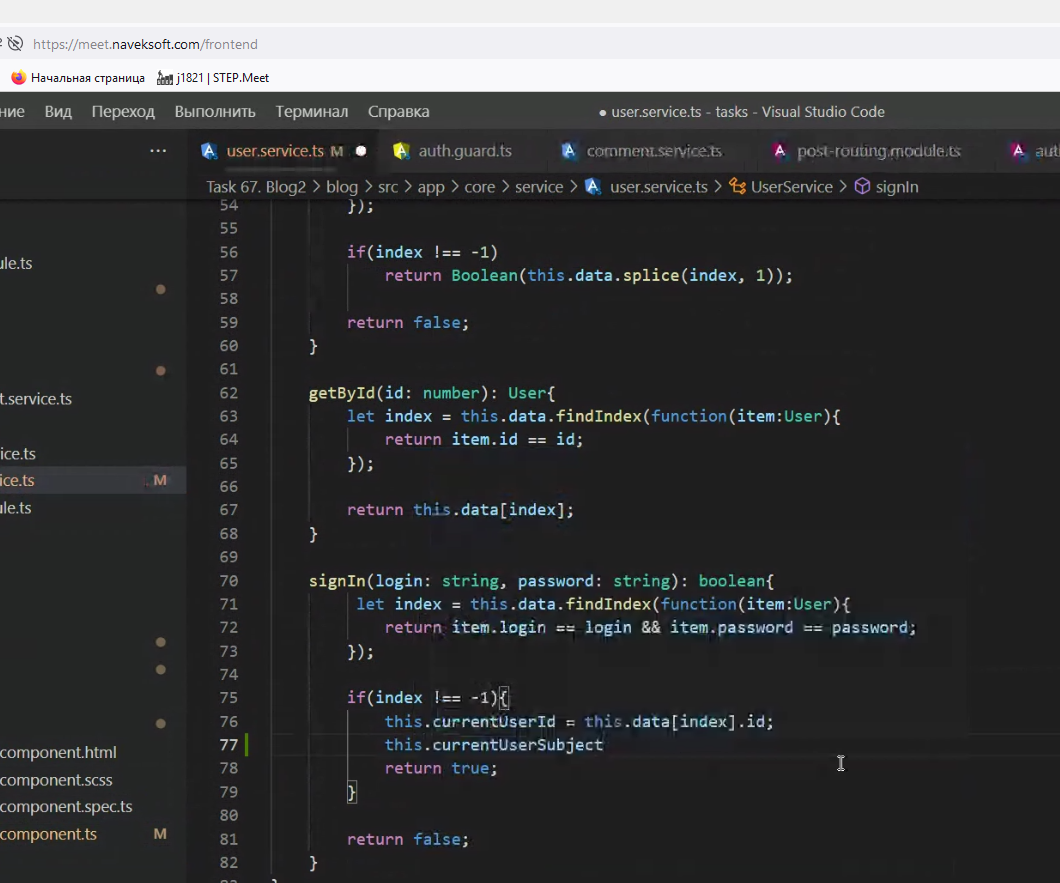 https://meet.naveksoft.com/frontend
Начальная страница j1821 | STEP.Meet
ние Вид Переход Выполнить Терминал Справка ● user.service.ts - tasks - Visual Studio Code
··· user.service.ts M ● auth.guard.ts comment.service.ts post-routing.module.ts aut
Task 67. Blog2 > blog > src > app > core > service > user.service.ts > UserService > signIn
54 });
55
56 if(index !== -1)
ule.ts
57 return Boolean(this.data.splice(index, 1));
58
59 return false;
60 }
61
62 getById(id: number): User{
t.service.ts
63 let index = this.data.findIndex(function(item:User){
64 return item.id == id;
ice.ts
65 });
ice.ts M
66
67 return this.data[index];
ule.ts
68 }
69
70 signIn(login: string, password: string): boolean{
71 let index = this.data.findIndex(function(item:User){
72 return item.login == login && item.password == password;
73 });
74
75 if(index !== -1){
76 this.currentUserId = this.data[index].id;
77 this.currentUserSubject
component.html
78 return true;
component.scss
79 }
component.spec.ts
80
component.ts M
81 return false;
82 }